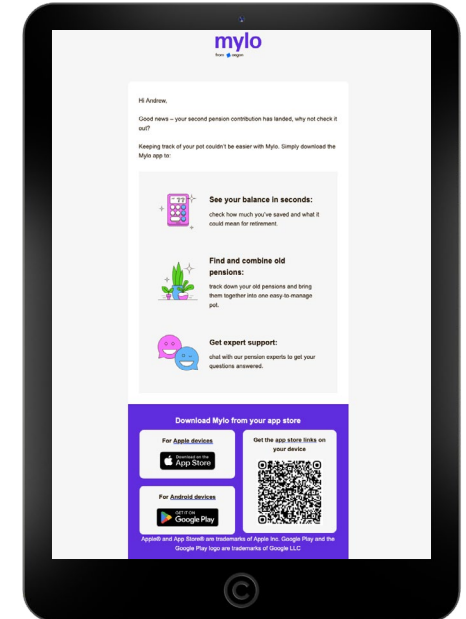 mylo
from aegon
Hi Andrew,
Good news – your second pension contribution has landed, why not check it
out?
Keeping track of your pot couldn't be easier with Mylo. Simply download the
Mylo app to:
See your balance in seconds:
check how much you've saved and what it
could mean for retirement.
Find and combine old
pensions:
track down your old pensions and bring
them together into one easy-to-manage
pot.
Get expert support:
chat with our pension experts to get your
questions answered.
Download Mylo from your app store
For Apple devices
Download on the
App Store
For Android devices
GET IT ON
Google Play
Get the app store links on
your device
Apple® and App Store® are trademarks of Apple Inc. Google Play and the
Google Play logo are trademarks of Google LLC
©